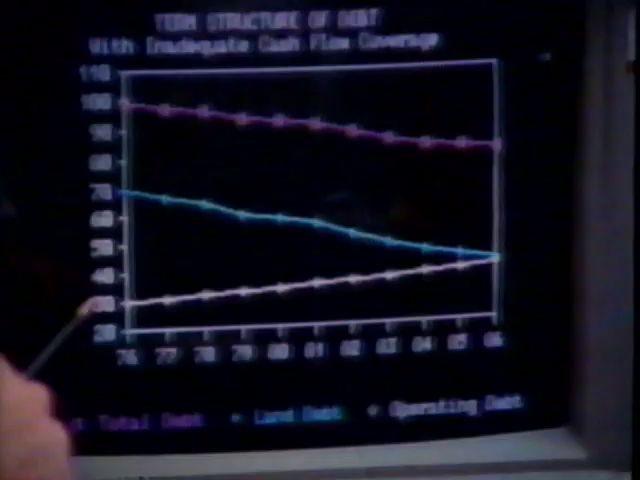 TERM STRUCTURE OF DEBT
With Inadequate Cash Flow Coverage
110
100
90
80
70
60
50
40
30
20
76 77 78 79 80 81 82 83 84 85 86
Total Debt Land Debt Operating Debt